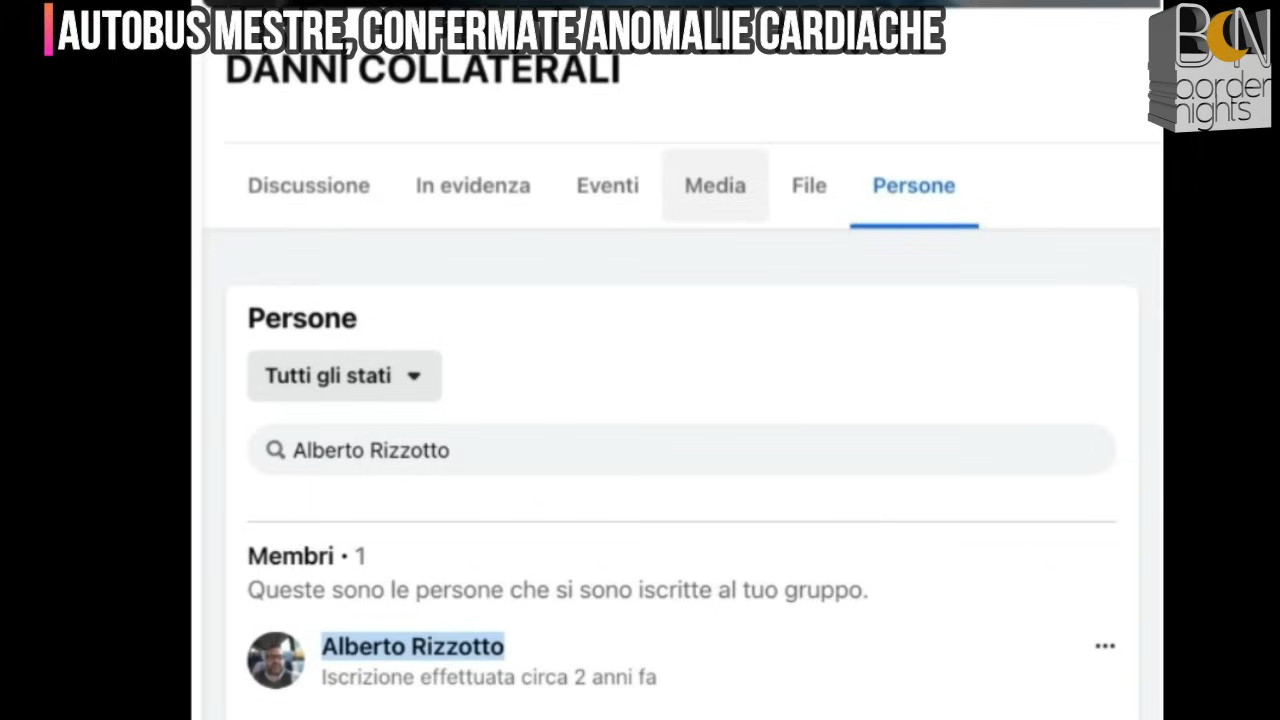 AUTOBUS MESTRE, CONFERMATE ANOMALIE CARDIACHE
BCN
border
nights
DANNI COLLATERALI
Discussione In evidenza Eventi Media File Persone
Persone
Tutti gli stati
Alberto Rizzotto
Membri · 1
Queste sono le persone che si sono iscritte al tuo gruppo.
Alberto Rizzotto
Iscrizione effettuata circa 2 anni fa